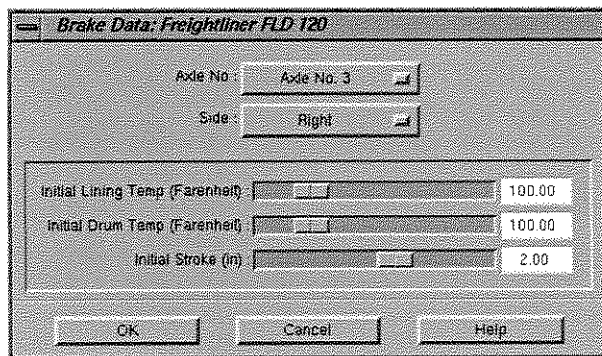 Brake Data: Freightliner FLD 120
Axle No : Axle No. 3
Side : Right
Initial Lining Temp (Farenheit) 100.00
Initial Drum Temp (Farenheit) 100.00
Initial Stroke (in) 2.00
OK Cancel Help